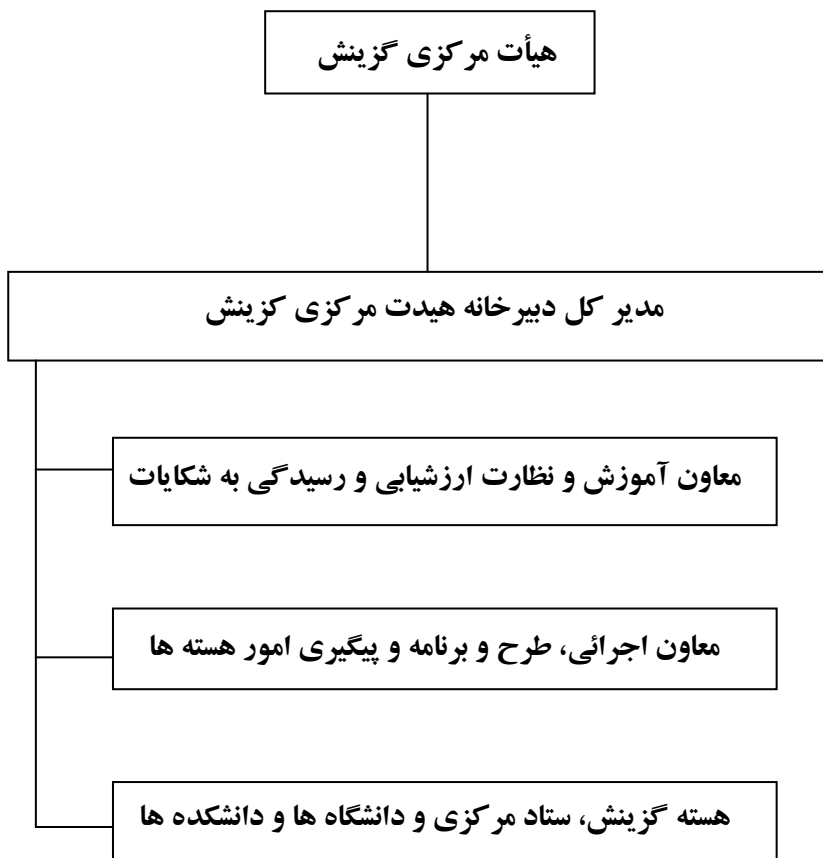 هیأت مرکزی گزینش
مدیر کل دبیرخانه هیدت مرکزی کزینش
معاون آموزش و نظارت ارزشیابی و رسیدگی به شکایات
معاون اجرائی، طرح و برنامه و پیگیری امور هسته ها
هسته گزینش، ستاد مرکزی و دانشگاه ها و دانشکده ها